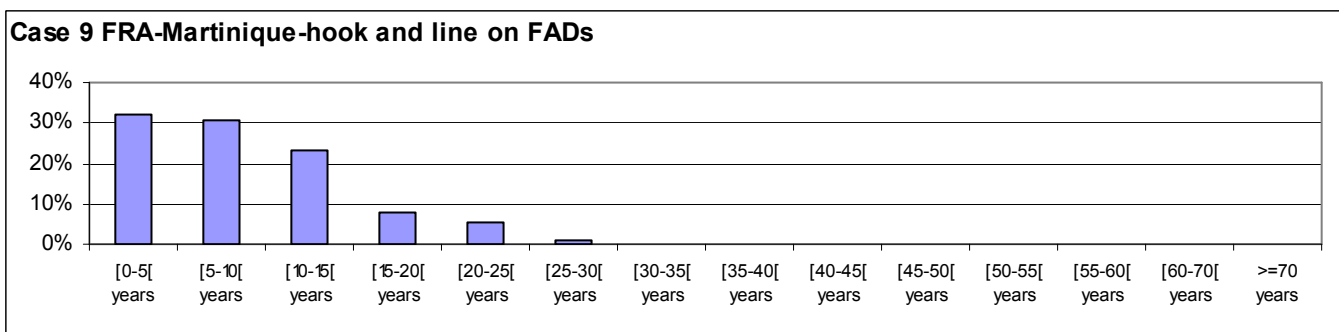 Case 9 FRA-Martinique-hook and line on FADs
40%
30%
20%
10%
0%
[0-5[ [5-10[ [10-15[ [15-20[ [20-25[ [25-30[ [30-35[ [35-40[ [40-45[ [45-50[ [50-55[ [55-60[ [60-70[ >=70
years years years years years years years years years years years years years years